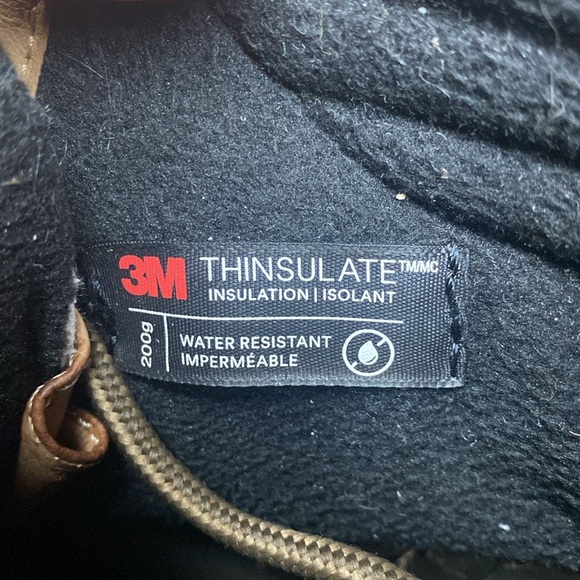 3M THINSULATE™/MC
INSULATION | ISOLANT
200g
WATER RESISTANT
IMPERMÉABLE